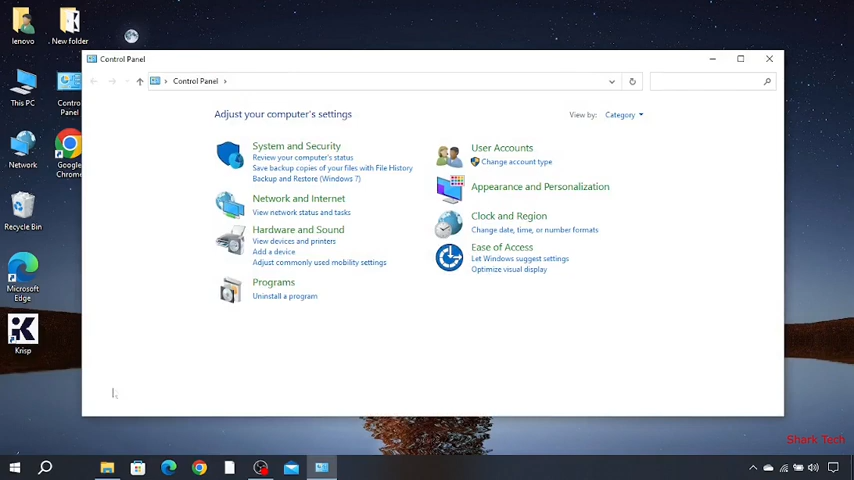 lenovo
New folder
This PC
Control
Panel
Network
Google
Chrome
Recycle Bin
Microsoft
Edge
Krisp
Control Panel
Control Panel
Adjust your computer's settings
View by:
Category
System and Security
Review your computer's status
Save backup copies of your files with File History
Backup and Restore (Windows 7)
Network and Internet
View network status and tasks
Hardware and Sound
View devices and printers
Add a device
Adjust commonly used mobility settings
Programs
Uninstall a program
User Accounts
Change account type
Appearance and Personalization
Clock and Region
Change date, time, or number formats
Ease of Access
Let Windows suggest settings
Optimize visual display
Shark Tech